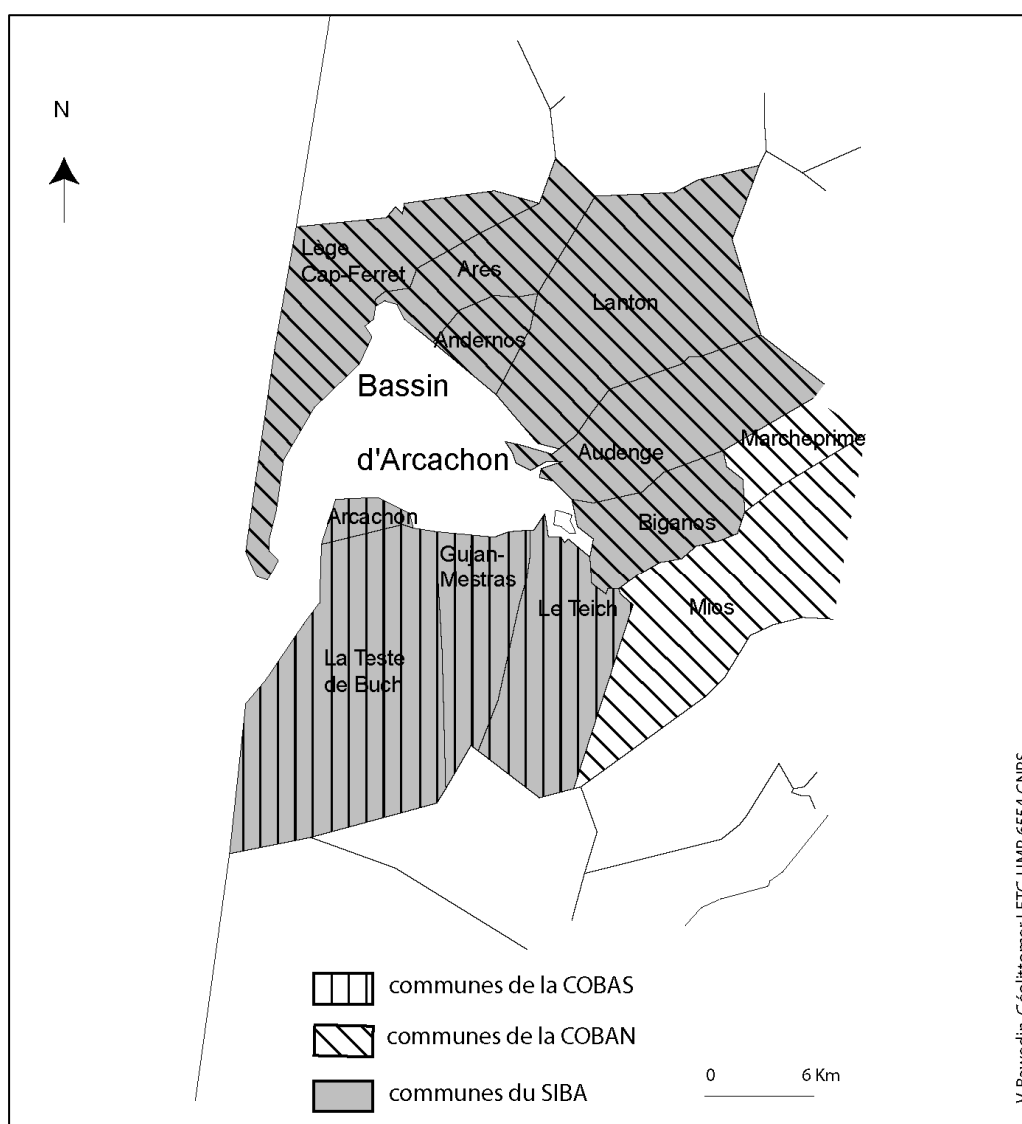 N
Lège
Cap-Ferret
Ares
Lanton
Andernos
Bassin
d'Arcachon
Marcheprime
Audenge
Biganos
Arcachon
Gujan-
Mestras
Le Teich
Mios
La Teste
de Buch
communes de la COBAS
communes de la COBAN
communes du SIBA
0 6 Km